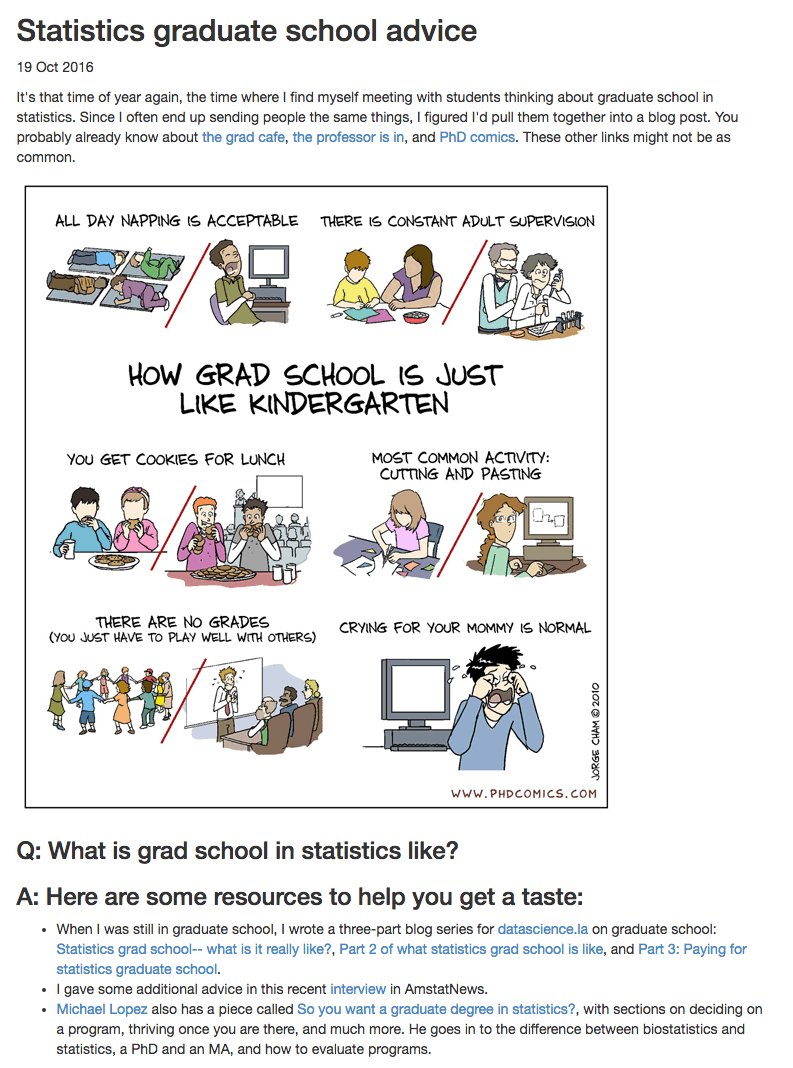 Statistics graduate school advice
19 Oct 2016
It's that time of year again, the time where I find myself meeting with students thinking about graduate school in
statistics. Since I often end up sending people the same things, I figured I'd pull them together into a blog post. You
probably already know about the grad cafe, the professor is in, and PhD comics. These other links might not be as
common.
ALL DAY NAPPING IS ACCEPTABLE
THERE IS CONSTANT ADULT SUPERVISION
HOW GRAD SCHOOL IS JUST
LIKE KINDERGARTEN
YOU GET COOKIES FOR LUNCH
MOST COMMON ACTIVITY:
CUTTING AND PASTING
THERE ARE NO GRADES
(YOU JUST HAVE TO PLAY WELL WITH OTHERS)
CRYING FOR YOUR MOMMY IS NORMAL
JORGE CHAM © 2010
WWW.PHDCOMICS.COM
Q: What is grad school in statistics like?
A: Here are some resources to help you get a taste:
• When I was still in graduate school, I wrote a three-part blog series for datascience.la on graduate school:
Statistics grad school-- what is it really like?, Part 2 of what statistics grad school is like, and Part 3: Paying for
statistics graduate school.
• I gave some additional advice in this recent interview in AmstatNews.
• Michael Lopez also has a piece called So you want a graduate degree in statistics?, with sections on deciding on
a program, thriving once you are there, and much more. He goes in to the difference between biostatistics and
statistics, a PhD and an MA, and how to evaluate programs.